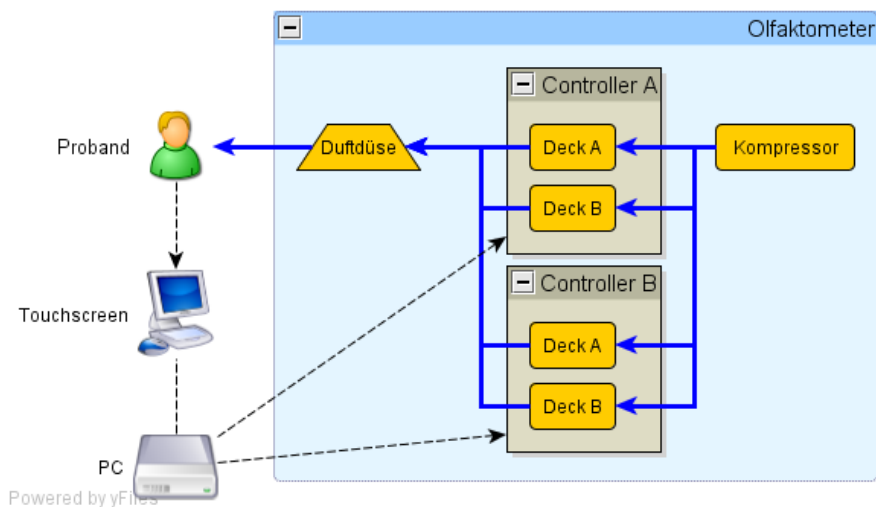 Olfaktometer
Controller A
Proband
Duftdüse
Deck A
Kompressor
Deck B
Controller B
Touchscreen
Deck A
Deck B
PC
Powered by yFiles